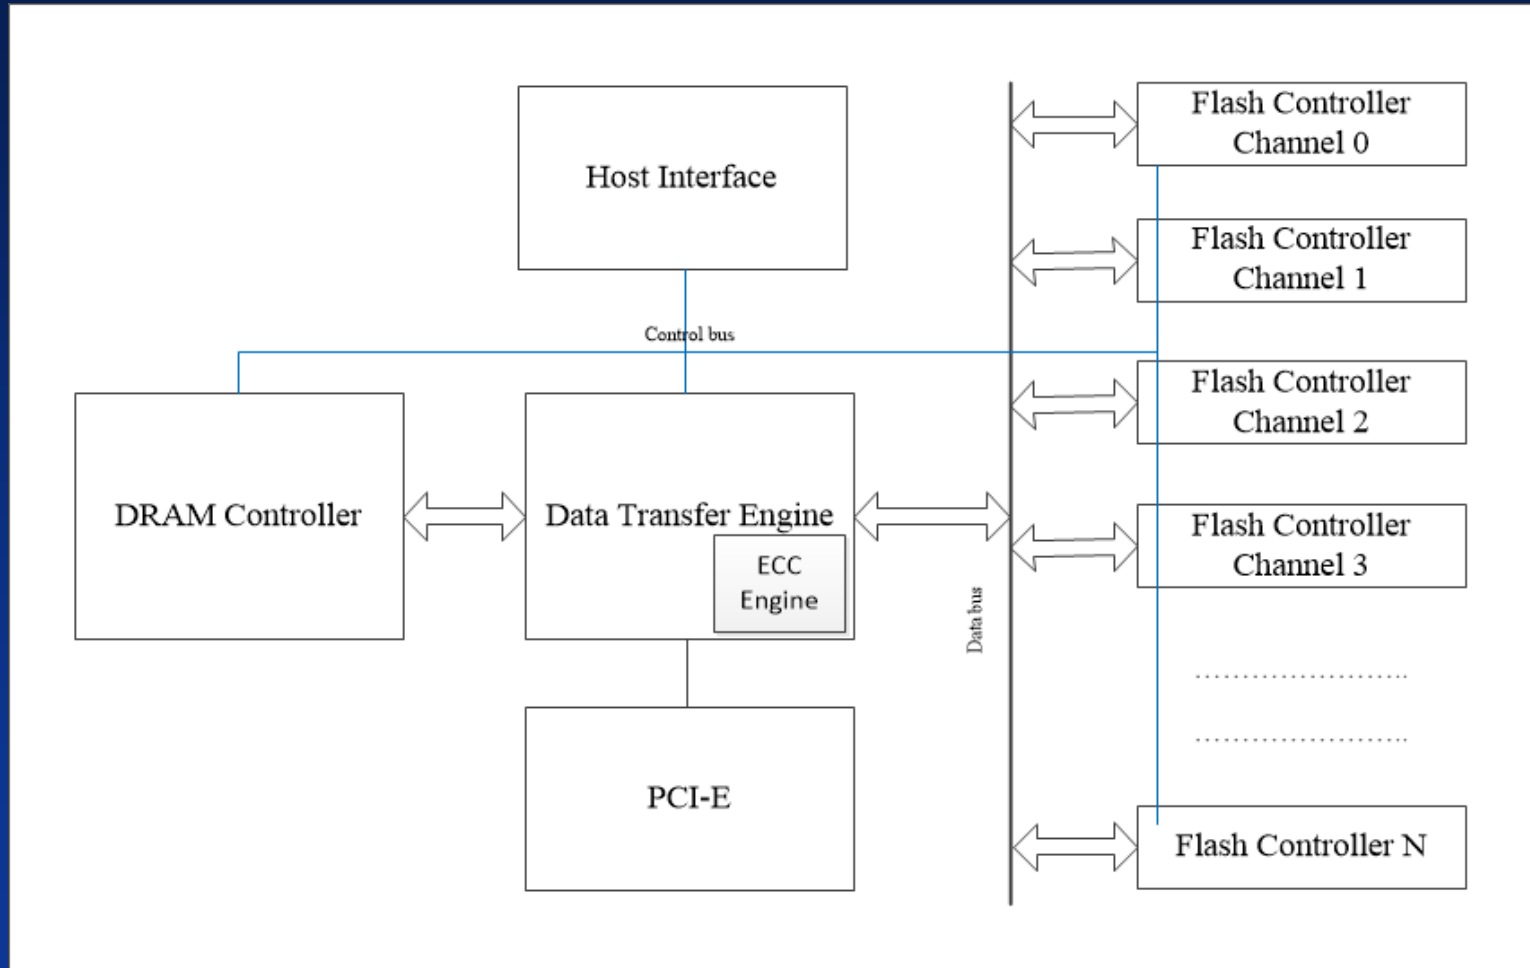 Host Interface
Control bus
DRAM Controller
Data Transfer Engine
ECC
Engine
PCI-E
Data bus
Flash Controller
Channel 0
Flash Controller
Channel 1
Flash Controller
Channel 2
Flash Controller
Channel 3
.......................
.......................
Flash Controller N